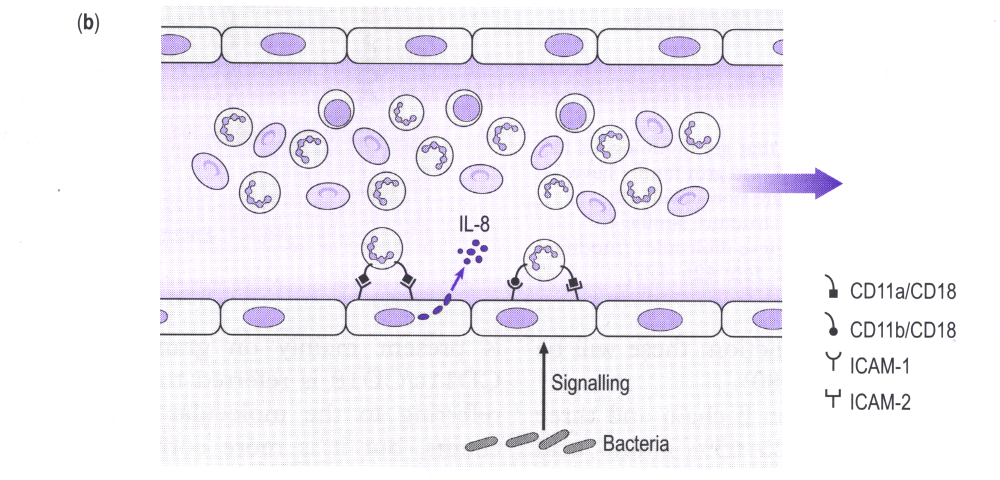 (b)
IL-8
CD11a/CD18
CD11b/CD18
ICAM-1
Signalling
ICAM-2
Bacteria